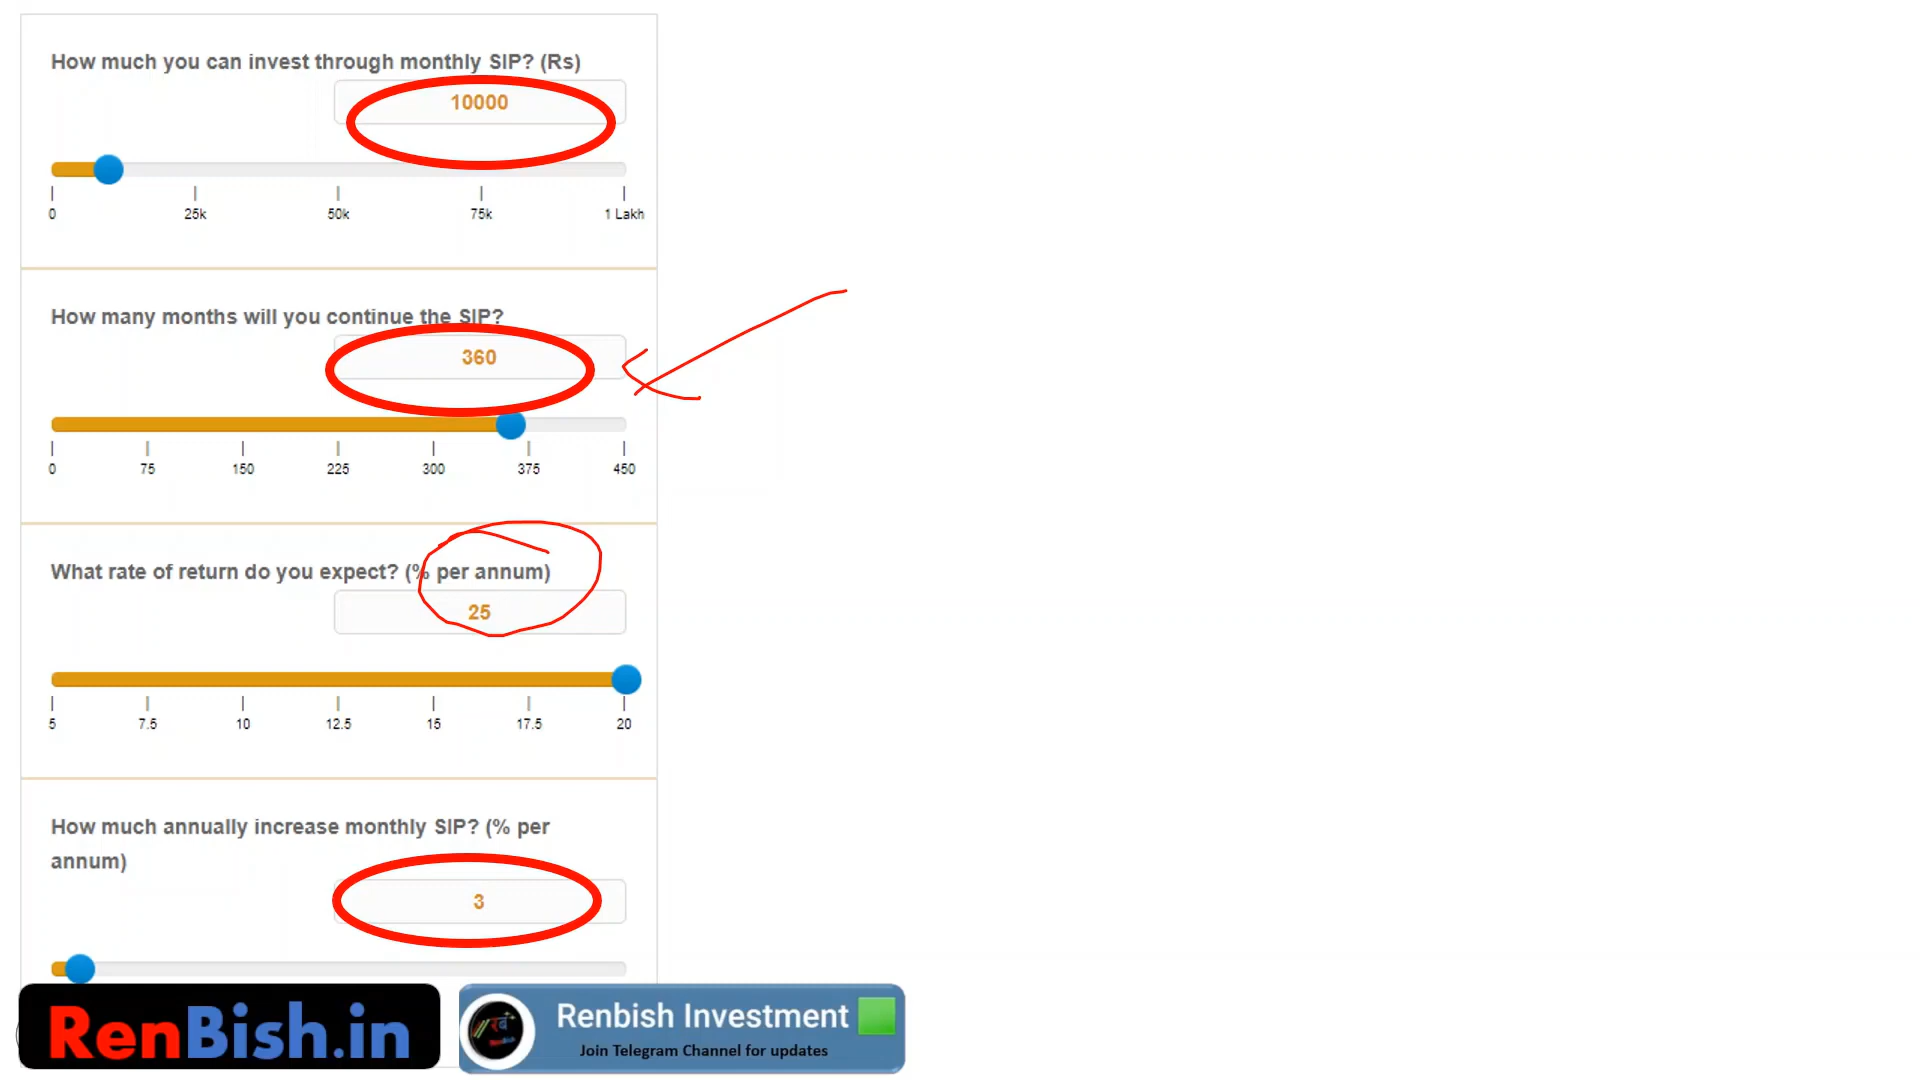 How much you can invest through monthly SIP? (Rs)
10000
0 25k 50k 75k 1 Lakh
How many months will you continue the SIP?
360
0 75 150 225 300 375 450
What rate of return do you expect? (% per annum)
25
5 7.5 10 12.5 15 17.5 20
How much annually increase monthly SIP? (% per
annum)
3
RenBish.in
Renbish Investment
Join Telegram Channel for updates